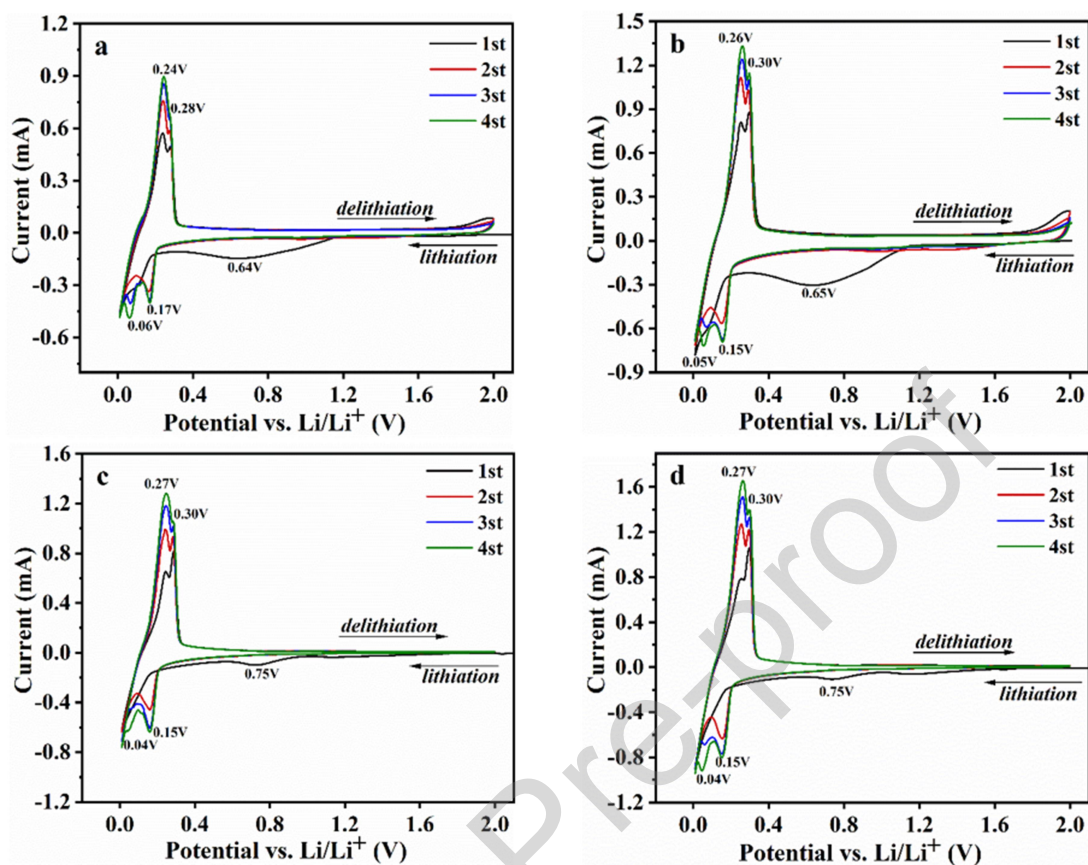 a
1st
2st
3st
4st
0.24V
0.28V
delithiation
lithiation
0.64V
0.17V
0.06V
1.2
0.9
0.6
0.3
0.0
-0.3
-0.6
Current (mA)
0.0 0.4 0.8 1.2 1.6 2.0
Potential vs. Li/Li+ (V)
b
1st
2st
3st
4st
0.26V
0.30V
delithiation
lithiation
0.65V
0.05V
0.15V
1.5
1.2
0.9
0.6
0.3
0.0
-0.3
-0.6
-0.9
Current (mA)
0.0 0.4 0.8 1.2 1.6 2.0
Potential vs. Li/Li+ (V)
c
1st
2st
3st
4st
0.27V
0.30V
delithiation
lithiation
0.75V
0.15V
0.04V
1.6
1.2
0.8
0.4
0.0
-0.4
-0.8
-1.2
Current (mA)
0.0 0.4 0.8 1.2 1.6 2.0
Potential vs. Li/Li+ (V)
d
1st
2st
3st
4st
0.27V
0.30V
delithiation
lithiation
0.75V
0.15V
0.04V
1.6
1.2
0.8
0.4
0.0
-0.4
-0.8
-1.2
Current (mA)
0.0 0.4 0.8 1.2 1.6 2.0
Potential vs. Li/Li+ (V)
Pre-proof